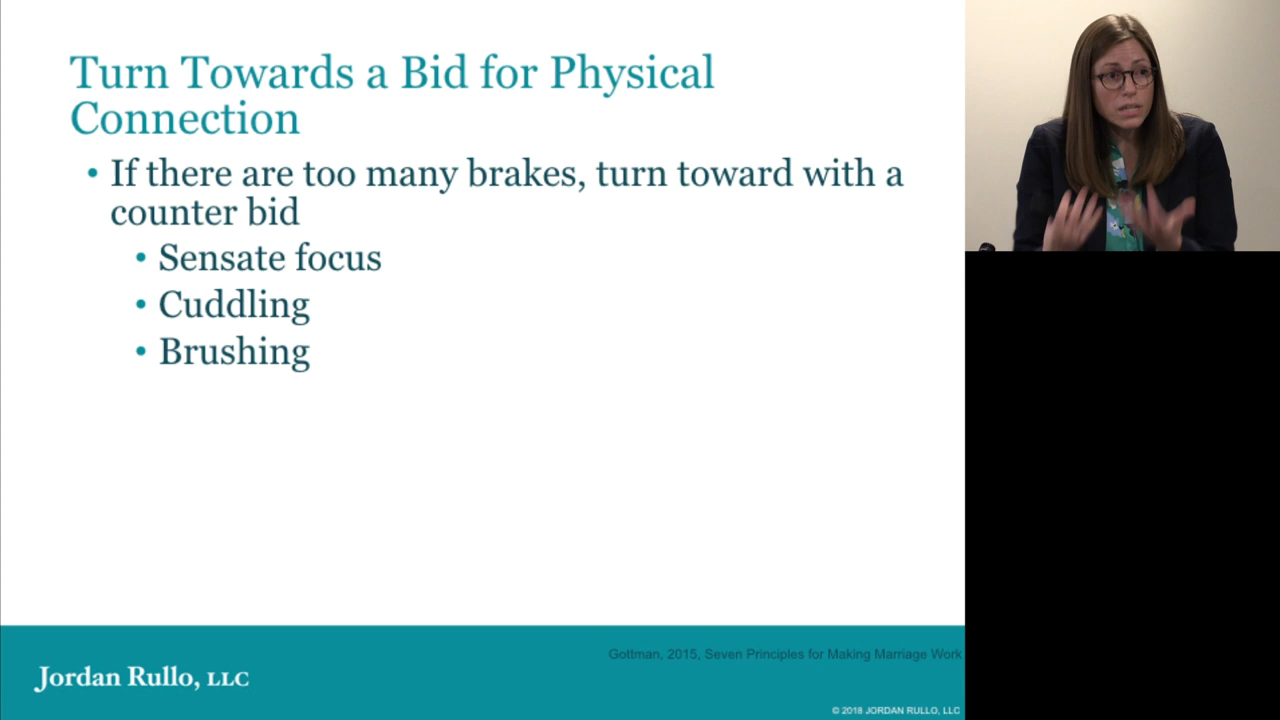 Turn Towards a Bid for Physical
Connection
• If there are too many brakes, turn toward with a
counter bid
• Sensate focus
• Cuddling
• Brushing
Gottman, 2015, Seven Principles for Making Marriage Work
Jordan Rullo, LLC
© 2018 JORDAN RULLO, LLC